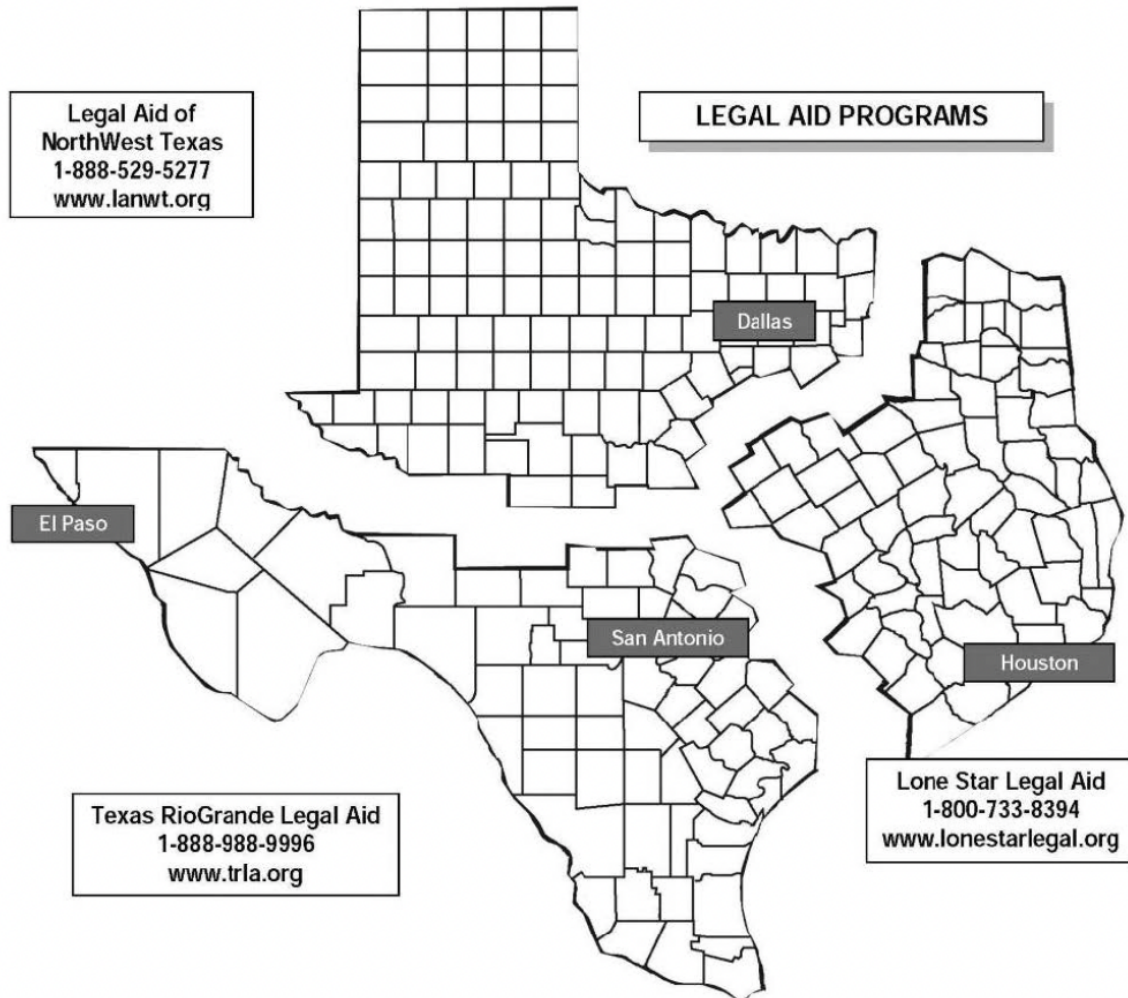 Legal Aid of
NorthWest Texas
1-888-529-5277
www.lanwt.org
LEGAL AID PROGRAMS
Dallas
El Paso
San Antonio
Houston
Texas RioGrande Legal Aid
1-888-988-9996
www.trla.org
Lone Star Legal Aid
1-800-733-8394
www.lonestarlegal.org